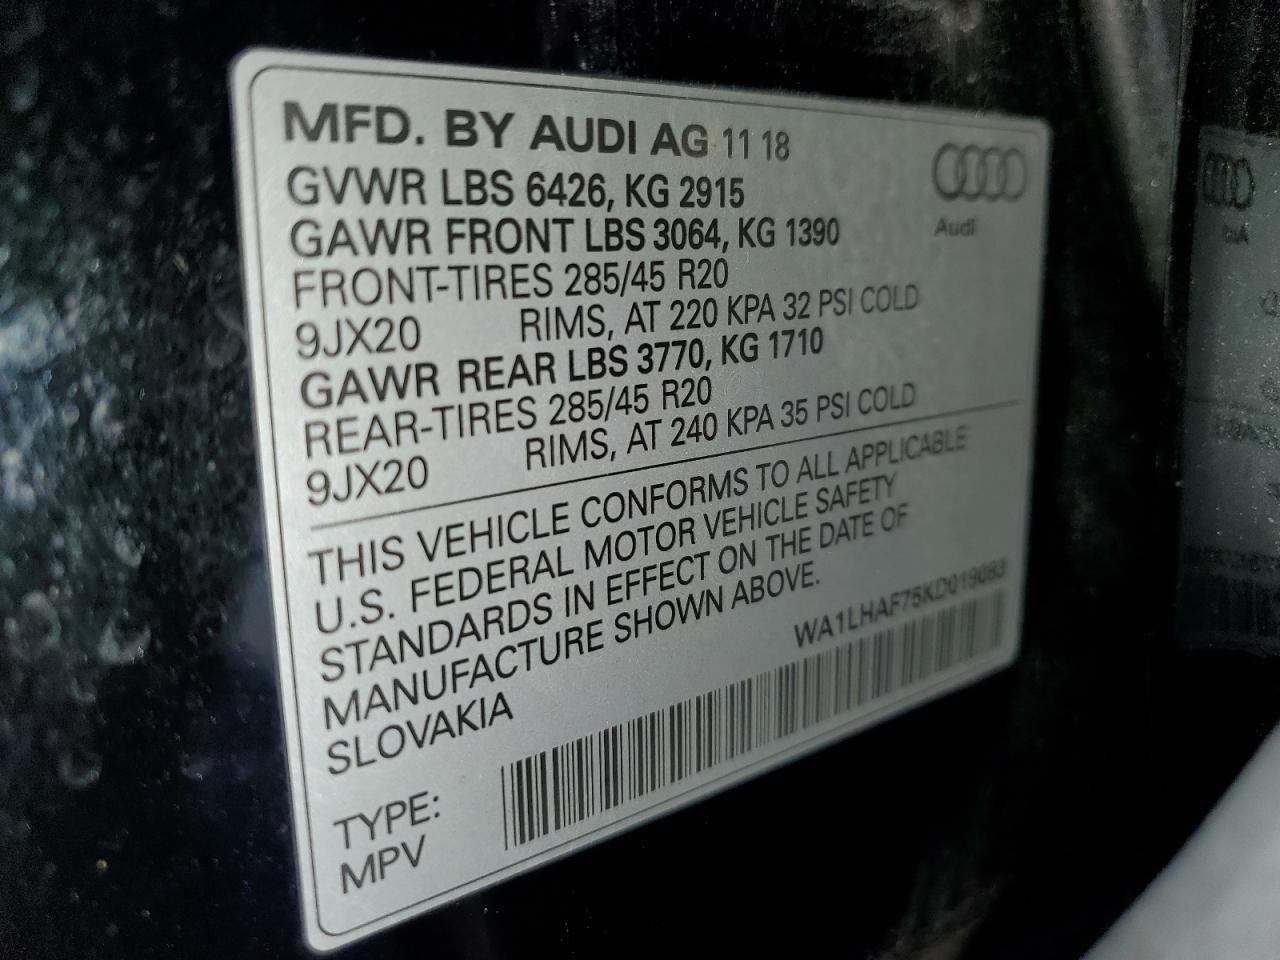 MFD. BY AUDI AG 11 18
GVWR LBS 6426, KG 2915
GAWR FRONT LBS 3064, KG 1390
FRONT-TIRES 285/45 R20
9JX20 RIMS, AT 220 KPA 32 PSI COLD
GAWR REAR LBS 3770, KG 1710
REAR-TIRES 285/45 R20
9JX20 RIMS, AT 240 KPA 35 PSI COLD
Audi
THIS VEHICLE CONFORMS TO ALL APPLICABLE
U.S. FEDERAL MOTOR VEHICLE SAFETY
STANDARDS IN EFFECT ON THE DATE OF
MANUFACTURE SHOWN ABOVE.
SLOVAKIA
WA1LHAF75KD019083
TYPE:
MPV